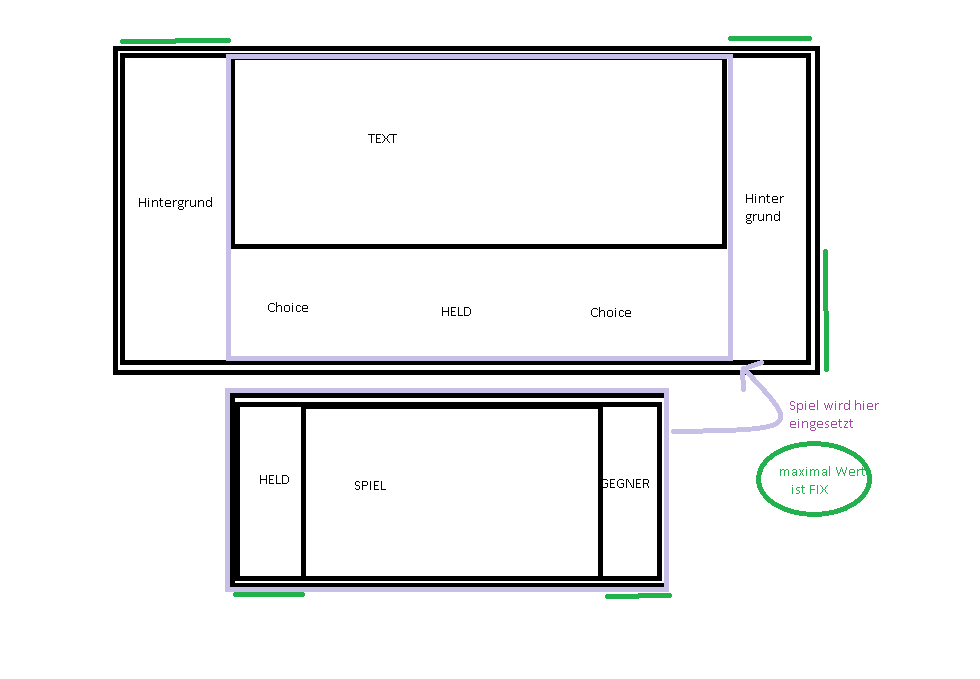 TEXT
Hintergrund
Hinter
grund
Choice
HELD
Choice
Spiel wird hier
eingesetzt
HELD
SPIEL
GEGNER
maximal Wert
ist FIX